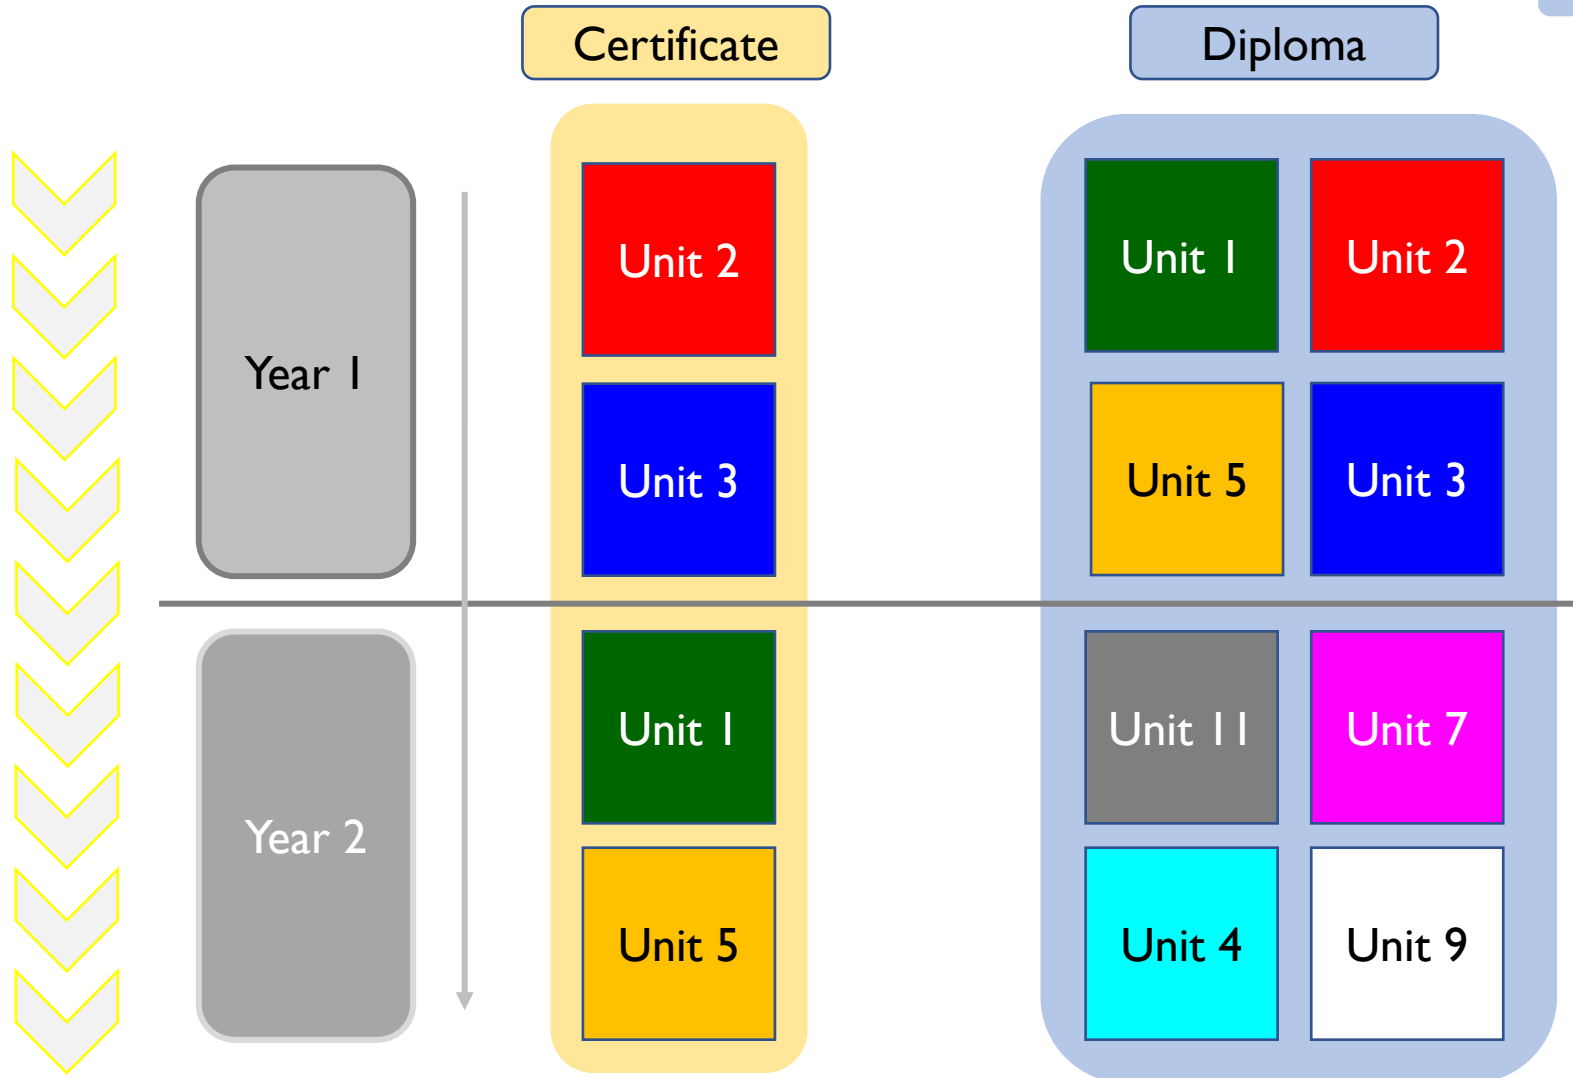 Certificate
Diploma
Year 1
Unit 2
Unit 1
Unit 2
Unit 3
Unit 5
Unit 3
Year 2
Unit 1
Unit 11
Unit 7
Unit 5
Unit 4
Unit 9